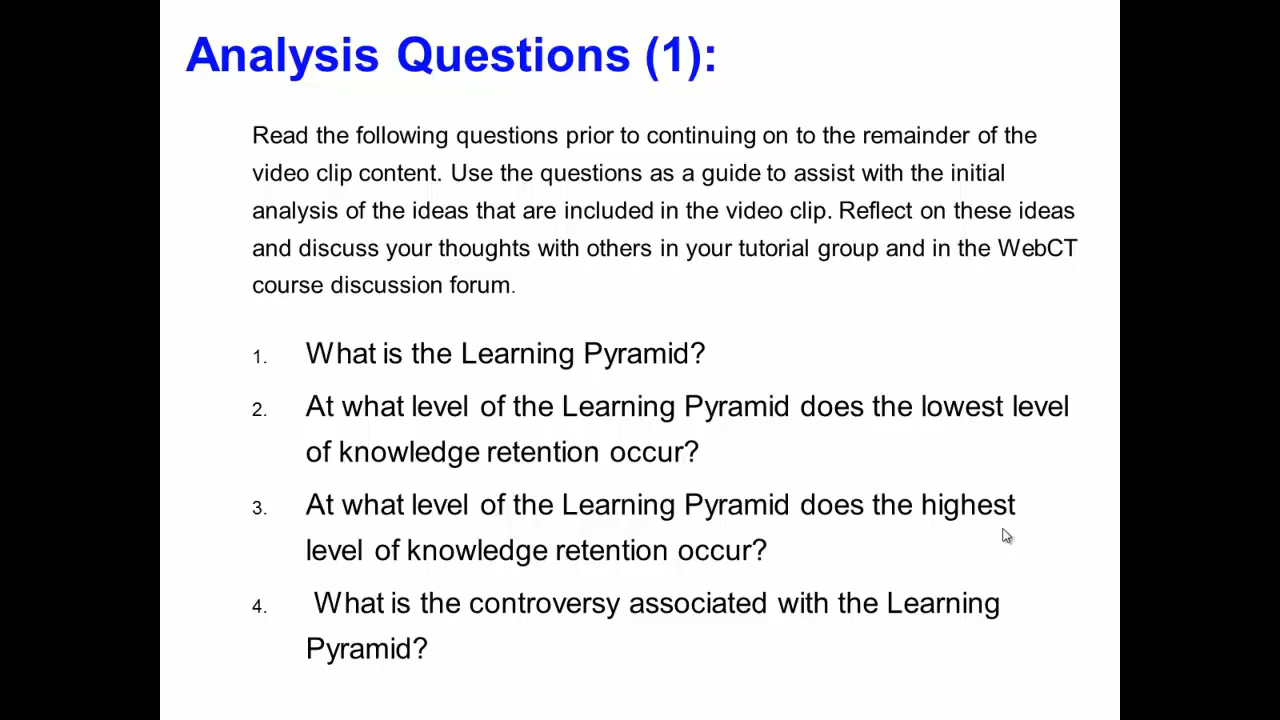 Analysis Questions (1):
Read the following questions prior to continuing on to the remainder of the
video clip content. Use the questions as a guide to assist with the initial
analysis of the ideas that are included in the video clip. Reflect on these ideas
and discuss your thoughts with others in your tutorial group and in the WebCT
course discussion forum.
1. What is the Learning Pyramid?
2. At what level of the Learning Pyramid does the lowest level
of knowledge retention occur?
3. At what level of the Learning Pyramid does the highest
level of knowledge retention occur?
4. What is the controversy associated with the Learning
Pyramid?